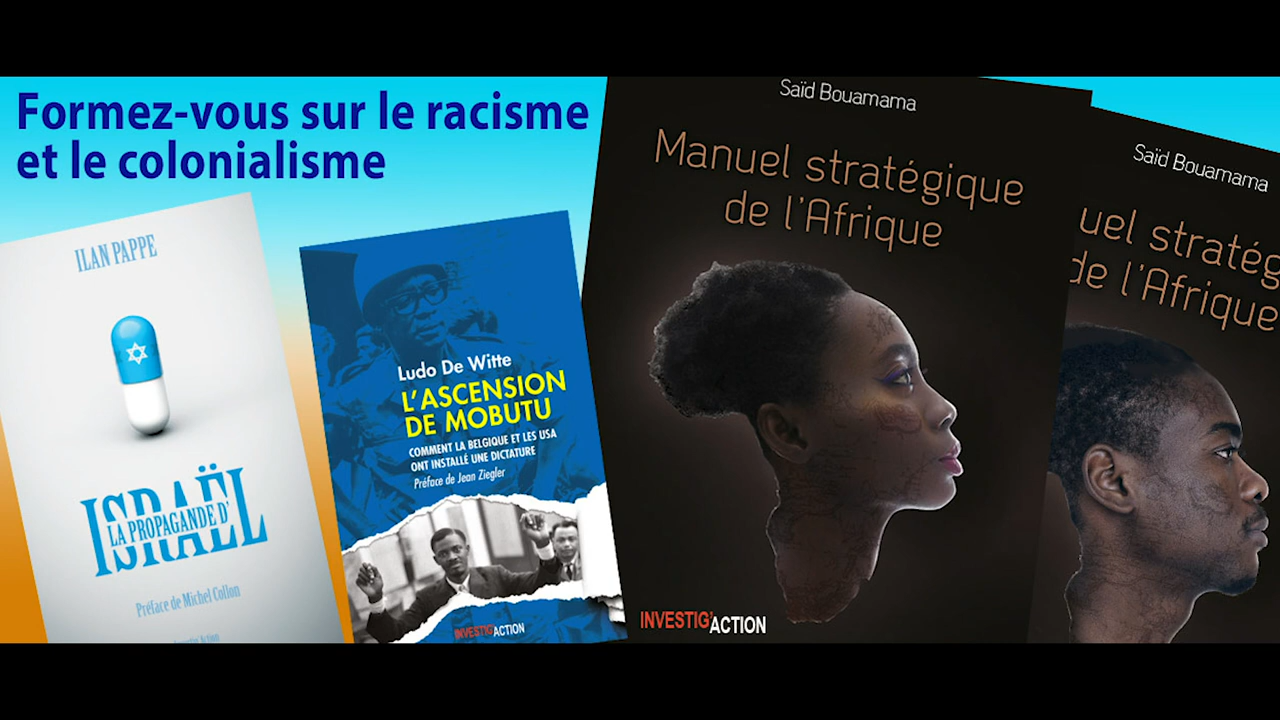 Formez-vous sur le racisme
et le colonialisme
ILAN PAPPE
ISRAËL
LA PROPAGANDE D'
Préface de Michel Collon
Ludo De Witte
L'ASCENSION
DE MOBUTU
COMMENT LA BELGIQUE ET LES USA
ONT INSTALLÉ UNE DICTATURE
Préface de Jean Ziegler
INVESTIG'ACTION
Saïd Bouamama
Manuel stratégique
de l'Afrique
INVESTIG'ACTION
Saïd Bouamama
uel stratég
de l'Afrique